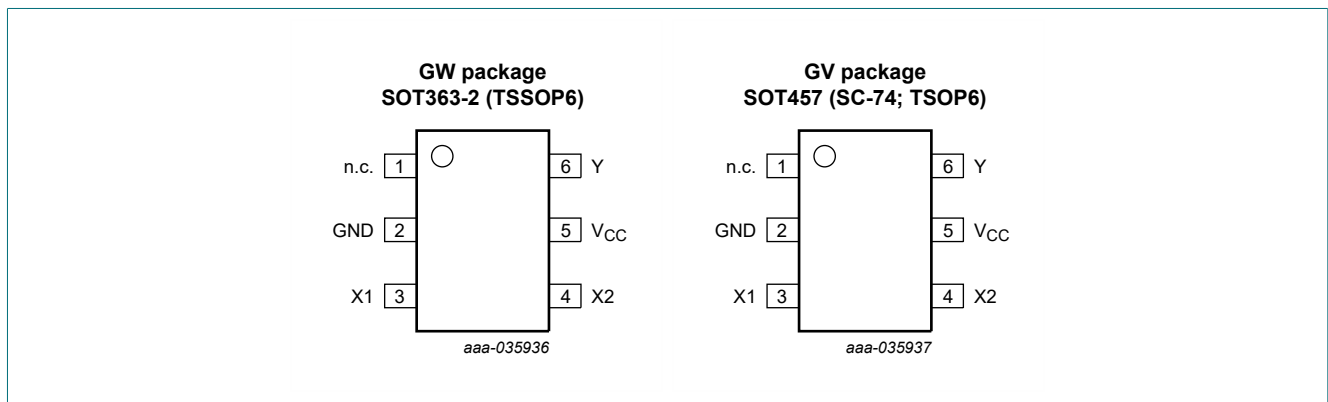 GW package
SOT363-2 (TSSOP6)
n.c. 1 6 Y
GND 2 5 VCC
X1 3 4 X2
aaa-035936
GV package
SOT457 (SC-74; TSOP6)
n.c. 1 6 Y
GND 2 5 VCC
X1 3 4 X2
aaa-035937